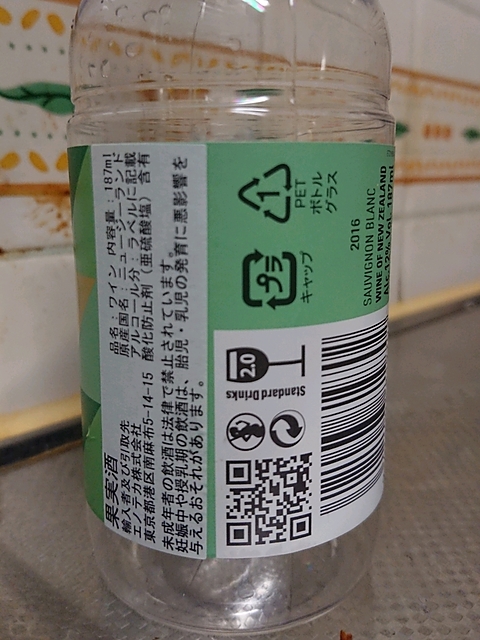 果実酒
品名：ワイン 内容量：187ml
輸入者及び引取先 原産国名：ニュージーランド
エノテカ株式会社 アルコール分：ラベルに記載
東京都港区南麻布5-14-15 酸化防止剤（亜硫酸塩）含有
未成年者の飲酒は法律で禁止されています。
妊娠中や授乳期の飲酒は、胎児・乳児の発育に悪影響を
与えるおそれがあります。
1
PET
ボトル
グラス
プラ
キャップ
2.0
Standard Drinks
2016
SAUVIGNON BLANC
WINE OF NEW ZEALAND
Alc.12% Vol. 187ml